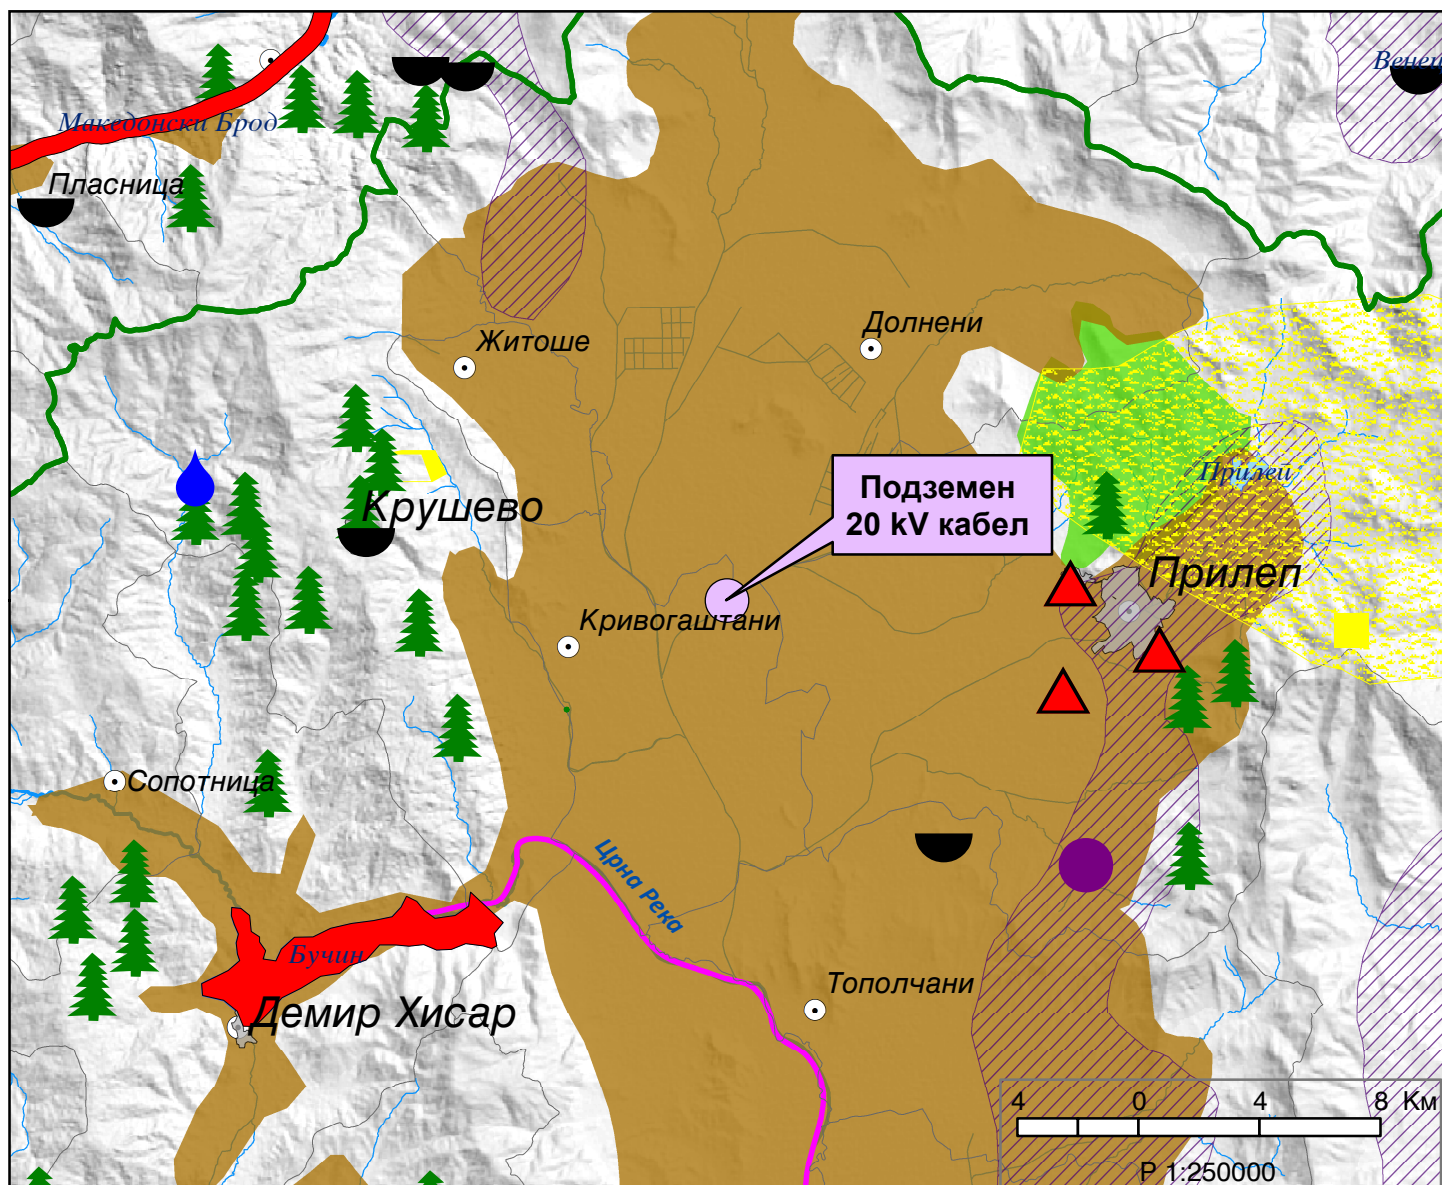 Венец
Македонски Брод
Пласница
Долнени
Житоше
Прилеп
Подземен
20 kV кабел
Крушево
Прилеп
Кривогаштани
Сопотница
Црна Река
Бучин
Тополчани
Демир Хисар
4 0 4 8 Км
Р 1:250000